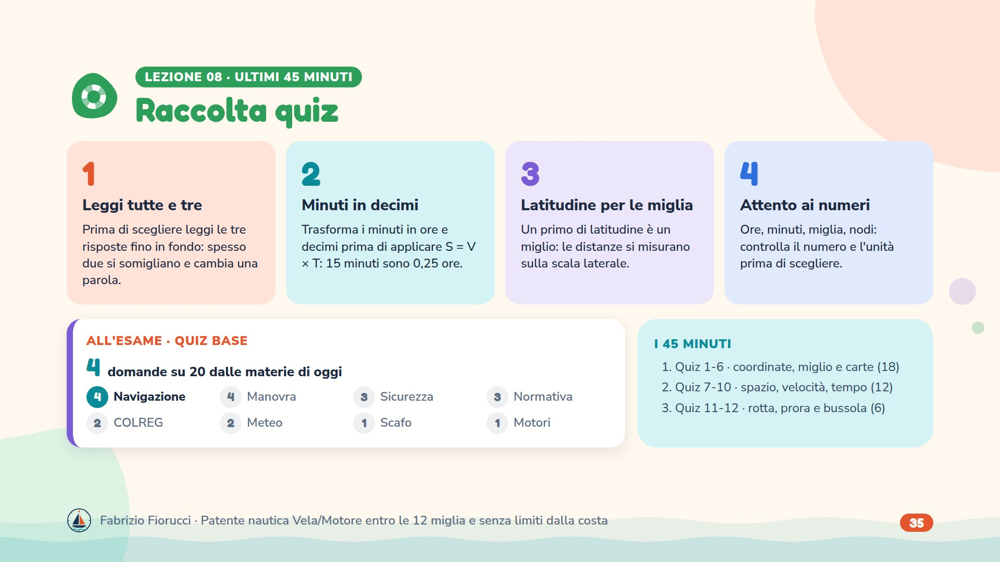 LEZIONE 08 · ULTIMI 45 MINUTI
Raccolta quiz
1
Leggi tutte e tre
Prima di scegliere leggi le tre
risposte fino in fondo: spesso
due si somigliano e cambia una
parola.
2
Minuti in decimi
Trasforma i minuti in ore e
decimi prima di applicare S = V
× T: 15 minuti sono 0,25 ore.
3
Latitudine per le miglia
Un primo di latitudine è un
miglio: le distanze si misurano
sulla scala laterale.
4
Attento ai numeri
Ore, minuti, miglia, nodi:
controlla il numero e l'unità
prima di scegliere.
ALL'ESAME · QUIZ BASE
4 domande su 20 dalle materie di oggi
4 Navigazione
4 Manovra
3 Sicurezza
3 Normativa
2 COLREG
2 Meteo
1 Scafo
1 Motori
I 45 MINUTI
1. Quiz 1-6 · coordinate, miglio e carte (18)
2. Quiz 7-10 · spazio, velocità, tempo (12)
3. Quiz 11-12 · rotta, prora e bussola (6)
Fabrizio Fiorucci · Patente nautica Vela/Motore entro le 12 miglia e senza limiti dalla costa
35